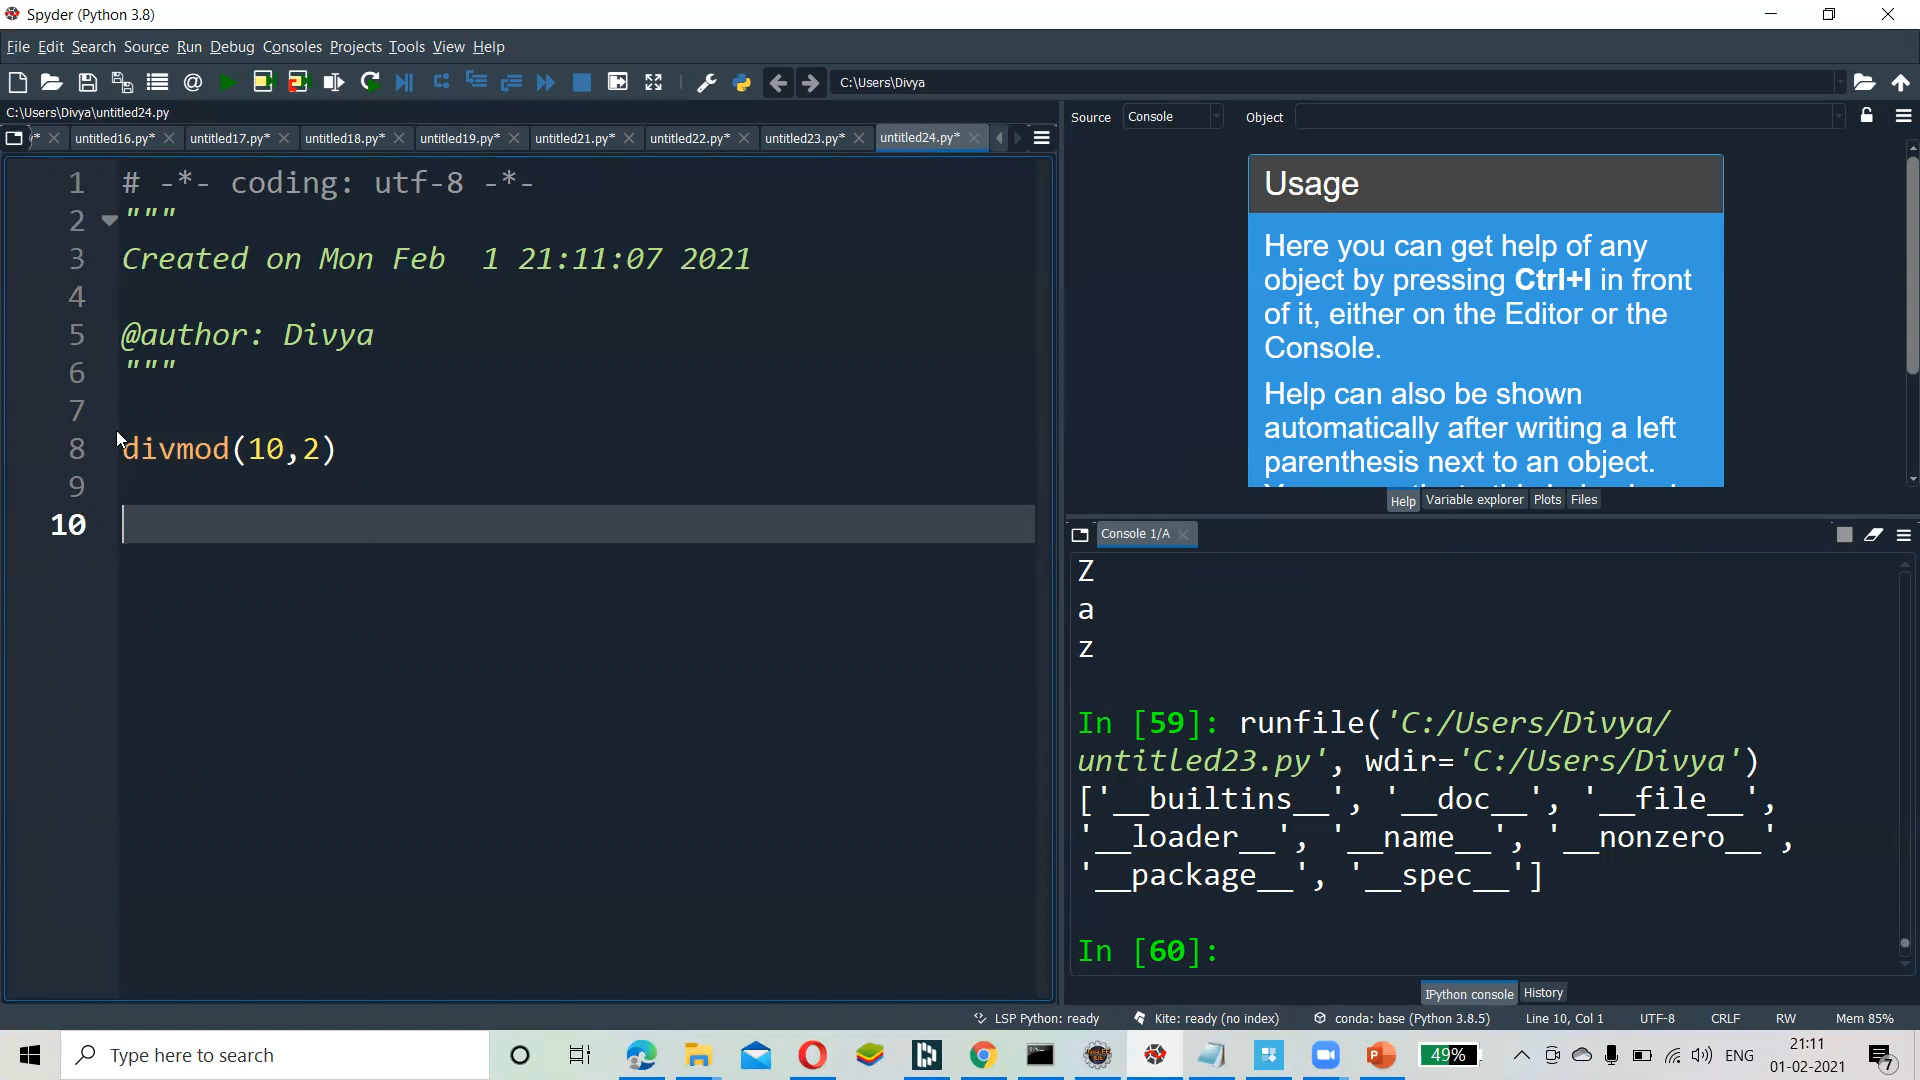 Spyder (Python 3.8)
File Edit Search Source Run Debug Consoles Projects Tools View Help
C:\Users\Divya
C:\Users\Divya\untitled24.py
Source Console Object
* untitled16.py* untitled17.py* untitled18.py* untitled19.py* untitled21.py* untitled22.py* untitled23.py* untitled24.py*
1 # -*- coding: utf-8 -*-
2 """
3 Created on Mon Feb  1 21:11:07 2021
4
5 @author: Divya
6 """
7
8 divmod(10,2)
9
10
Usage
Here you can get help of any
object by pressing Ctrl+I in front
of it, either on the Editor or the
Console.
Help can also be shown
automatically after writing a left
parenthesis next to an object.
Help Variable explorer Plots Files
Console 1/A
Z
a
z
In [59]: runfile('C:/Users/Divya/
untitled23.py', wdir='C:/Users/Divya')
['__builtins__', '__doc__', '__file__',
'__loader__', '__name__', '__nonzero__',
'__package__', '__spec__']
In [60]:
IPython console History
LSP Python: ready Kite: ready (no index) conda: base (Python 3.8.5) Line 10, Col 1 UTF-8 CRLF RW Mem 85%
Type here to search
49%
ENG
21:11
01-02-2021
7